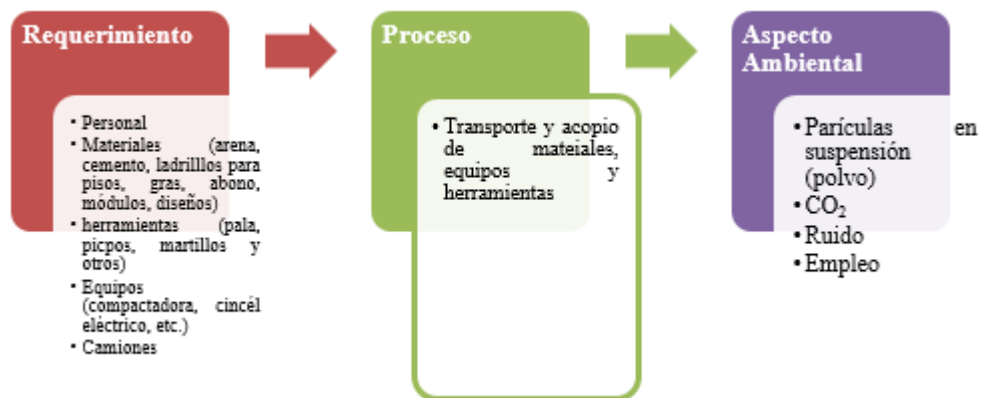 Requerimiento
• Personal
• Materiales (arena,
cemento, ladrilllos para
pisos, gras, abono,
módulos, diseños)
• herramientas (pala,
picpos, martillos y
otros)
• Equipos
(compactadora, cincél
eléctrico, etc.)
• Camiones
Proceso
• Transporte y acopio
de mateiales,
equipos y
herramientas
Aspecto
Ambiental
• Parículas en
suspensión
(polvo)
• CO₂
• Ruido
• Empleo